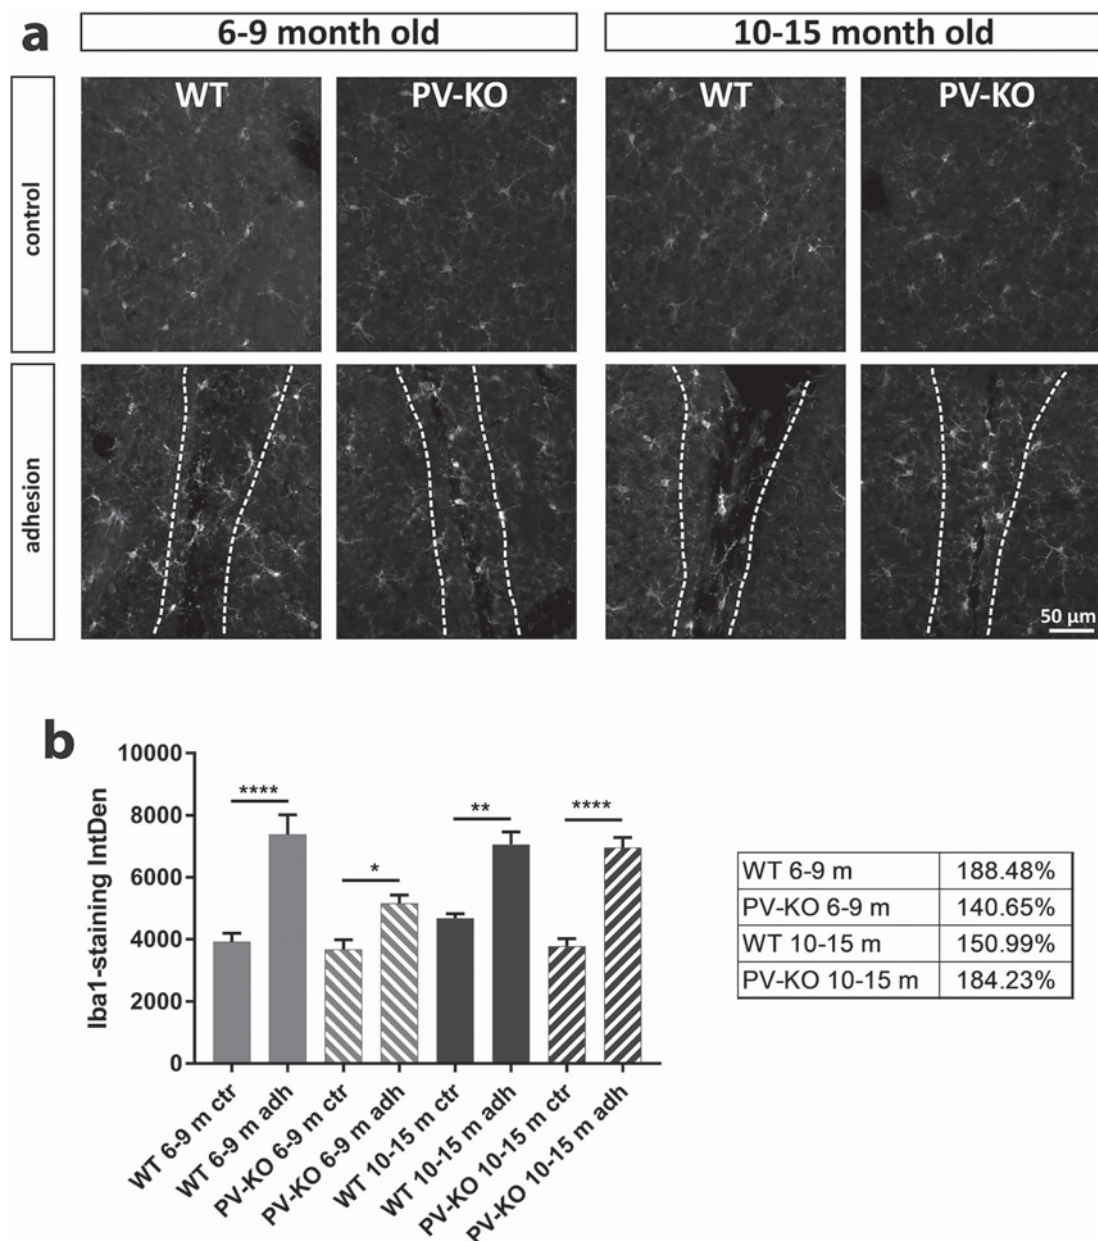 a
6-9 month old
10-15 month old
WT
PV-KO
WT
PV-KO
control
adhesion
50 µm
b
10000
8000
6000
4000
2000
0
Iba1-staining IntDen
****
*
**
****
WT 6-9 m ctr
WT 6-9 m adh
PV-KO 6-9 m ctr
PV-KO 6-9 m adh
WT 10-15 m ctr
WT 10-15 m adh
PV-KO 10-15 m ctr
PV-KO 10-15 m adh
WT 6-9 m 188.48%
PV-KO 6-9 m 140.65%
WT 10-15 m 150.99%
PV-KO 10-15 m 184.23%